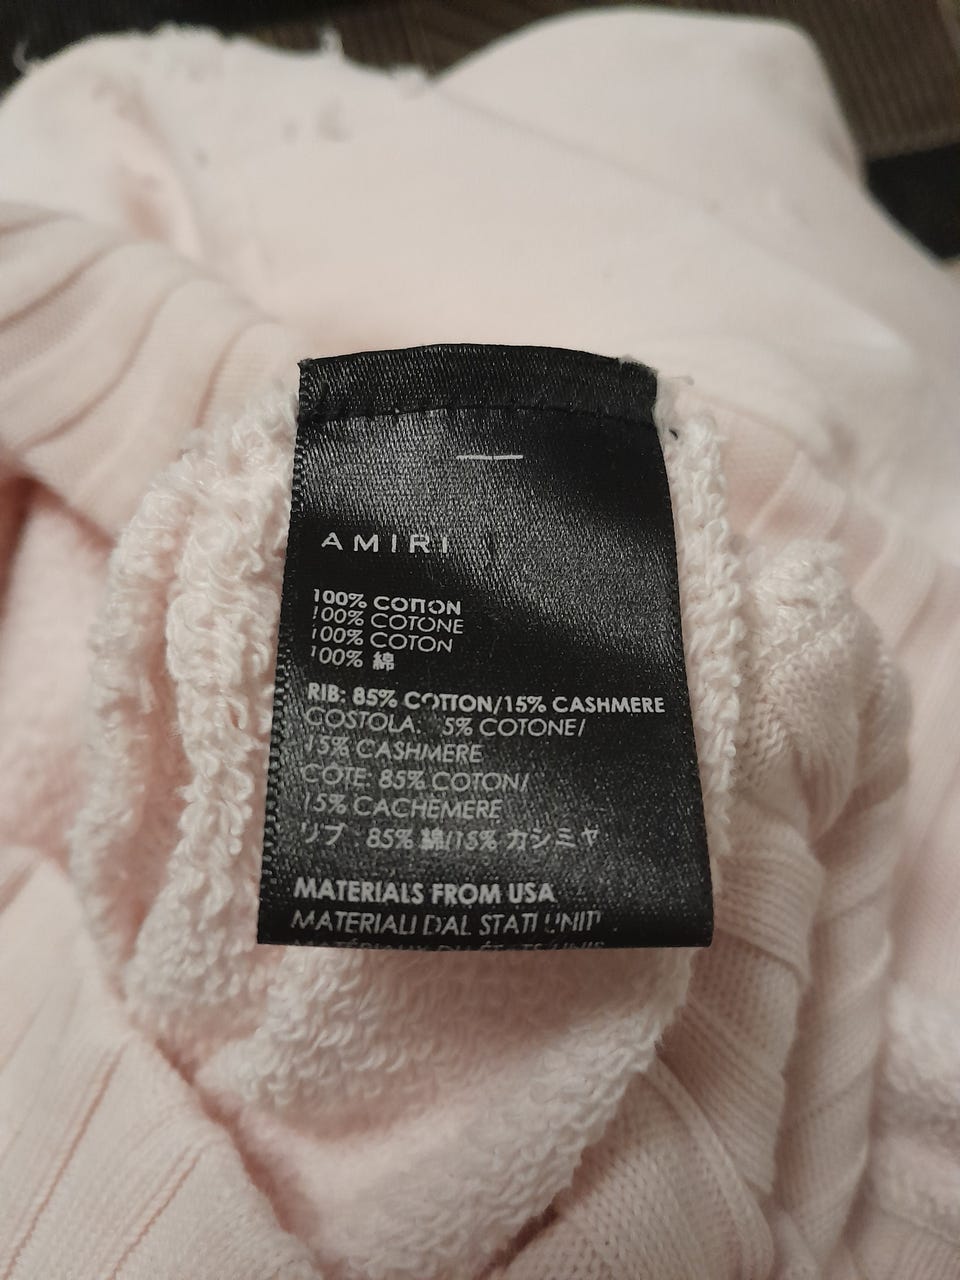 AMIRI
100% COTTON
100% COTONE
100% COTON
100% 綿
RIB: 85% COTTON/15% CASHMERE
COSTOLA. 5% COTONE/
15% CASHMERE
COTE: 85% COTON/
15% CACHEMERE
リブ : 85% 綿/15% カシミヤ
MATERIALS FROM USA
MATERIALI DAL STATI UNITI